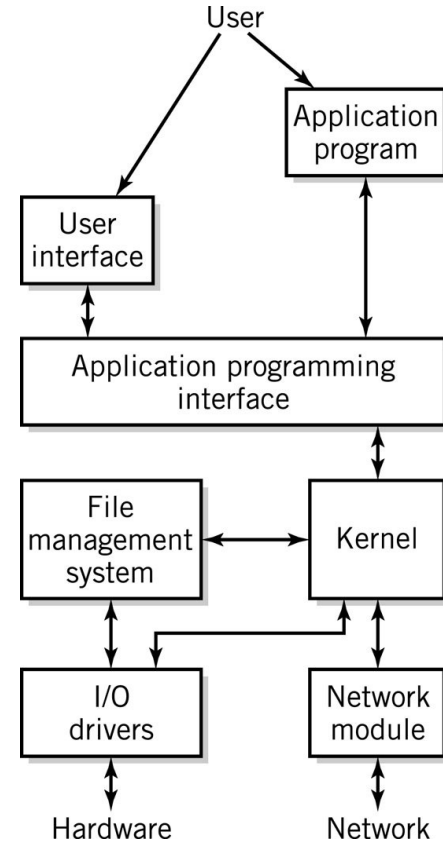 User
Application
program
User
interface
Application programming
interface
File
management
system
Kernel
I/O
drivers
Network
module
Hardware
Network